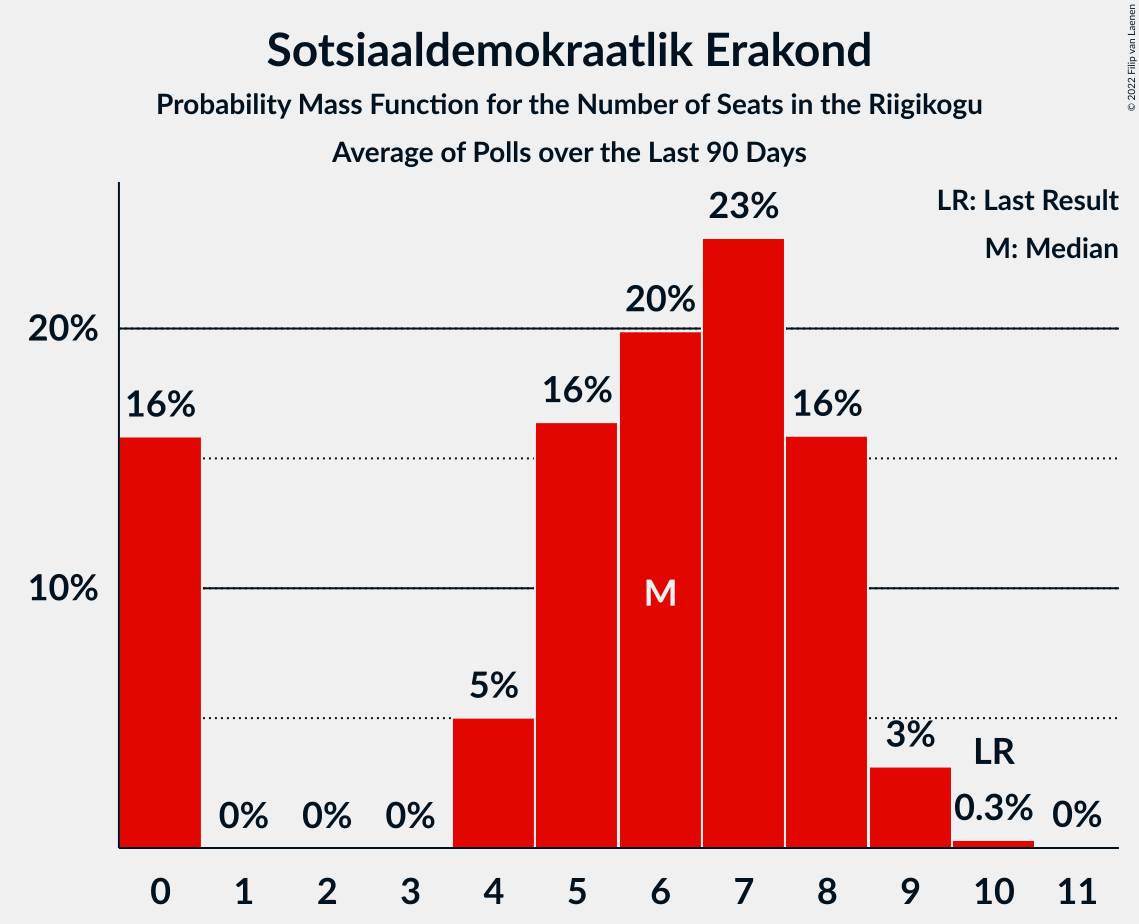 Sotsiaaldemokraatlik Erakond
Probability Mass Function for the Number of Seats in the Riigikogu
Average of Polls over the Last 90 Days
© 2022 Filip van Laenen
LR: Last Result
M: Median
23%
20%
20%
16%
16%
16%
10%
M
5%
3%
LR
0%
0%
0%
0.3%
0%
0 1 2 3 4 5 6 7 8 9 10 11